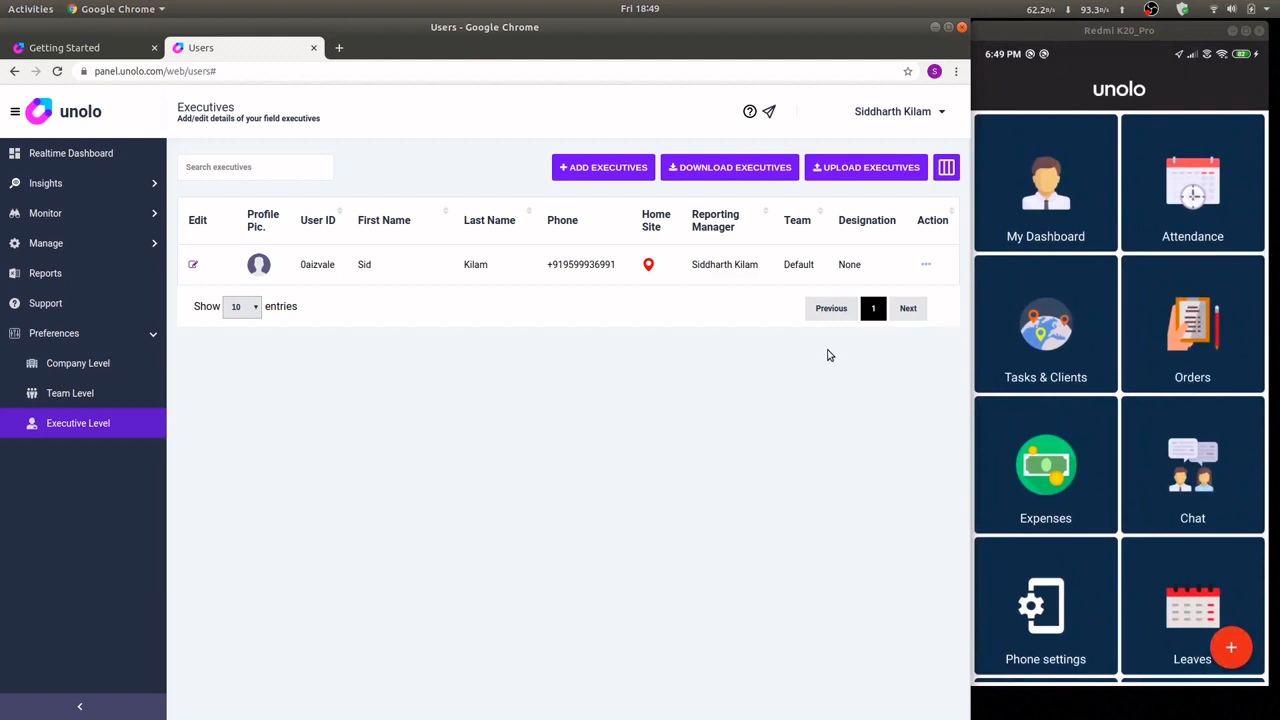 Activities
Google Chrome
Fri 18:49
62.2B/s
93.3B/s
Users - Google Chrome
Getting Started
Users
panel.unolo.com/web/users#
S
unolo
Executives
Add/edit details of your field executives
Siddharth Kilam
Realtime Dashboard
Insights
Monitor
Manage
Reports
Support
Preferences
Company Level
Team Level
Executive Level
Search executives
+ ADD EXECUTIVES
DOWNLOAD EXECUTIVES
UPLOAD EXECUTIVES
Edit
Profile Pic.
User ID
First Name
Last Name
Phone
Home Site
Reporting Manager
Team
Designation
Action
0aizvale
Sid
Kilam
+919599936991
Siddharth Kilam
Default
None
Show 10 entries
Previous
1
Next
Redmi K20_Pro
6:49 PM
82
unolo
My Dashboard
Attendance
Tasks & Clients
Orders
Expenses
Chat
Phone settings
Leaves
+